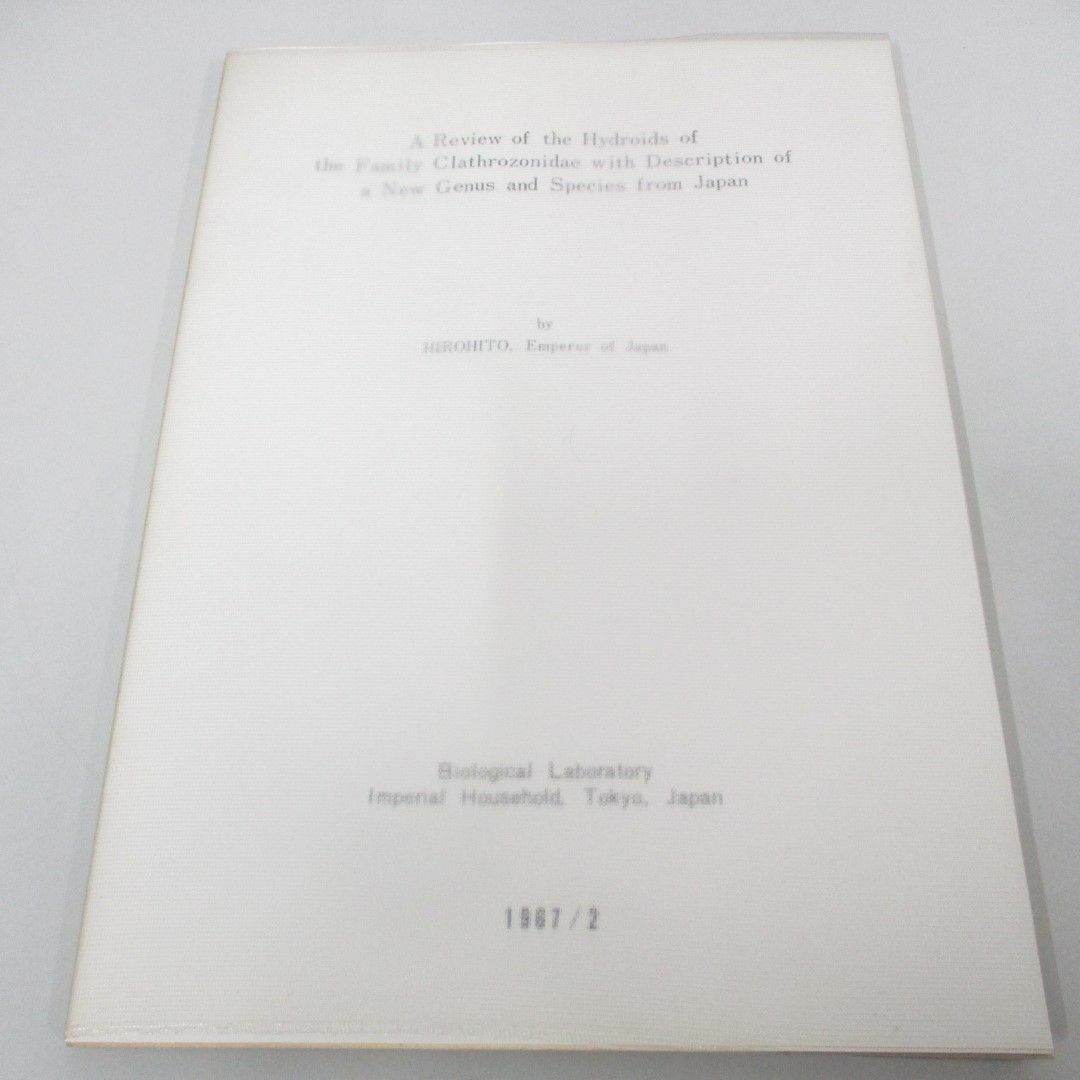 A Review of the Hydroids of
the Family Clathrozonidae with Description of
a New Genus and Species from Japan
by
HIROHITO, Emperor of Japan
Biological Laboratory
Imperial Household, Tokyo, Japan
1967/2